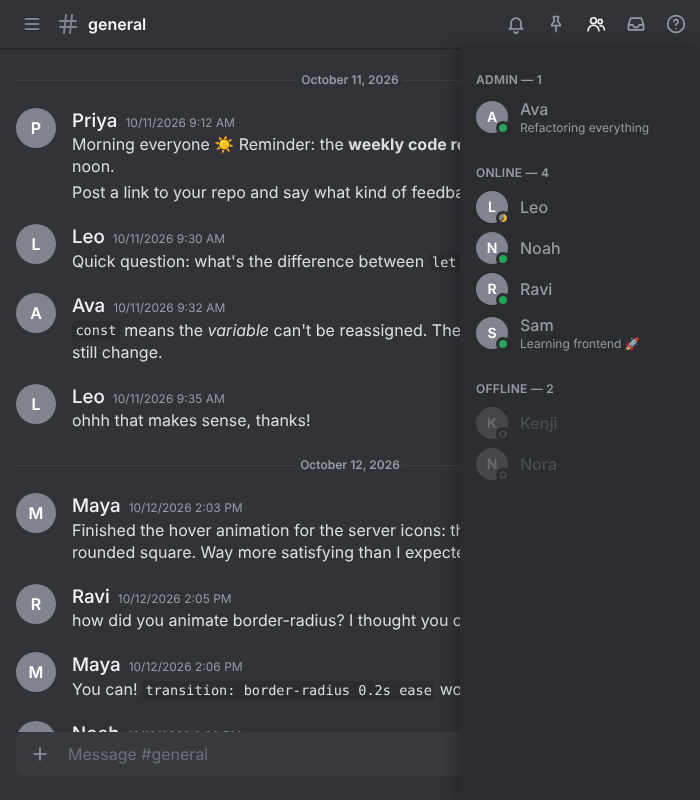 general
October 11, 2026
P
Priya 10/11/2026 9:12 AM
Morning everyone ☀️ Reminder: the weekly code
noon.
Post a link to your repo and say what kind of
L
Leo 10/11/2026 9:30 AM
Quick question: what's the difference between let
A
Ava 10/11/2026 9:32 AM
const means the variable can't be reassigned. The
still change.
L
Leo 10/11/2026 9:35 AM
ohhh that makes sense, thanks!
October 12, 2026
M
Maya 10/12/2026 2:03 PM
Finished the hover animation for the server icons:
rounded square. Way more satisfying than I
R
Ravi 10/12/2026 2:05 PM
how did you animate border-radius? I thought you
M
Maya 10/12/2026 2:06 PM
You can! transition: border-radius 0.2s ease
Message #general
ADMIN — 1
A
Ava
Refactoring everything
ONLINE — 4
L
Leo
N
Noah
R
Ravi
S
Sam
Learning frontend 🚀
OFFLINE — 2
K
Kenji
N
Nora